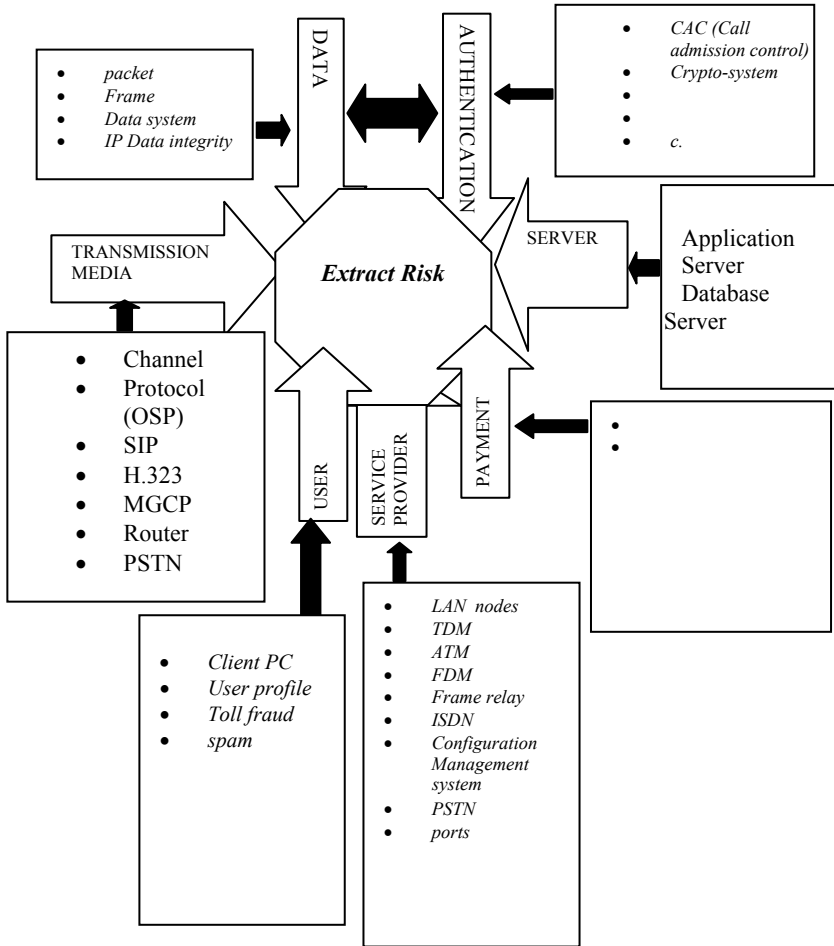 • packet
• Frame
• Data system
• IP Data integrity
DATA
AUTHENTICATION
• CAC (Call
admission control)
• Crypto-system
•
•
• c.
TRANSMISSION
MEDIA
Extract Risk
SERVER
Application
Server
Database
Server
• Channel
• Protocol
(OSP)
• SIP
• H.323
• MGCP
• Router
• PSTN
USER
SERVICE
PROVIDER
PAYMENT
•
•
• Client PC
• User profile
• Toll fraud
• spam
• LAN nodes
• TDM
• ATM
• FDM
• Frame relay
• ISDN
• Configuration
Management
system
• PSTN
• ports